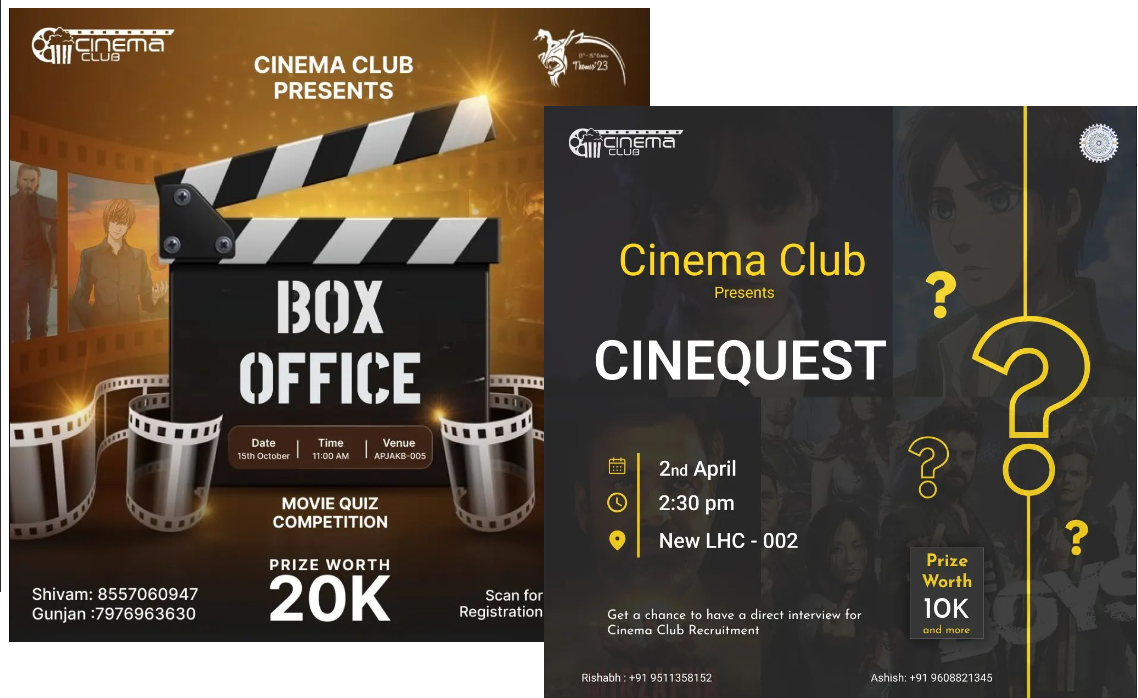 CINEMA
CLUB
CINEMA CLUB
PRESENTS
Thomso'23
BOX
OFFICE
Date
15th October
Time
11:00 AM
Venue
APJAKB-005
MOVIE QUIZ
COMPETITION
PRIZE WORTH
20K
Shivam: 8557060947
Gunjan :7976963630
Scan for
Registration
CINEMA
CLUB
Cinema Club
Presents
CINEQUEST
?
?
?
?
2nd April
2:30 pm
New LHC - 002
Prize
Worth
10K
and more
BOYS
Get a chance to have a direct interview for
Cinema Club Recruitment
Rishabh : +91 9511358152
Ashish: +91 9608821345